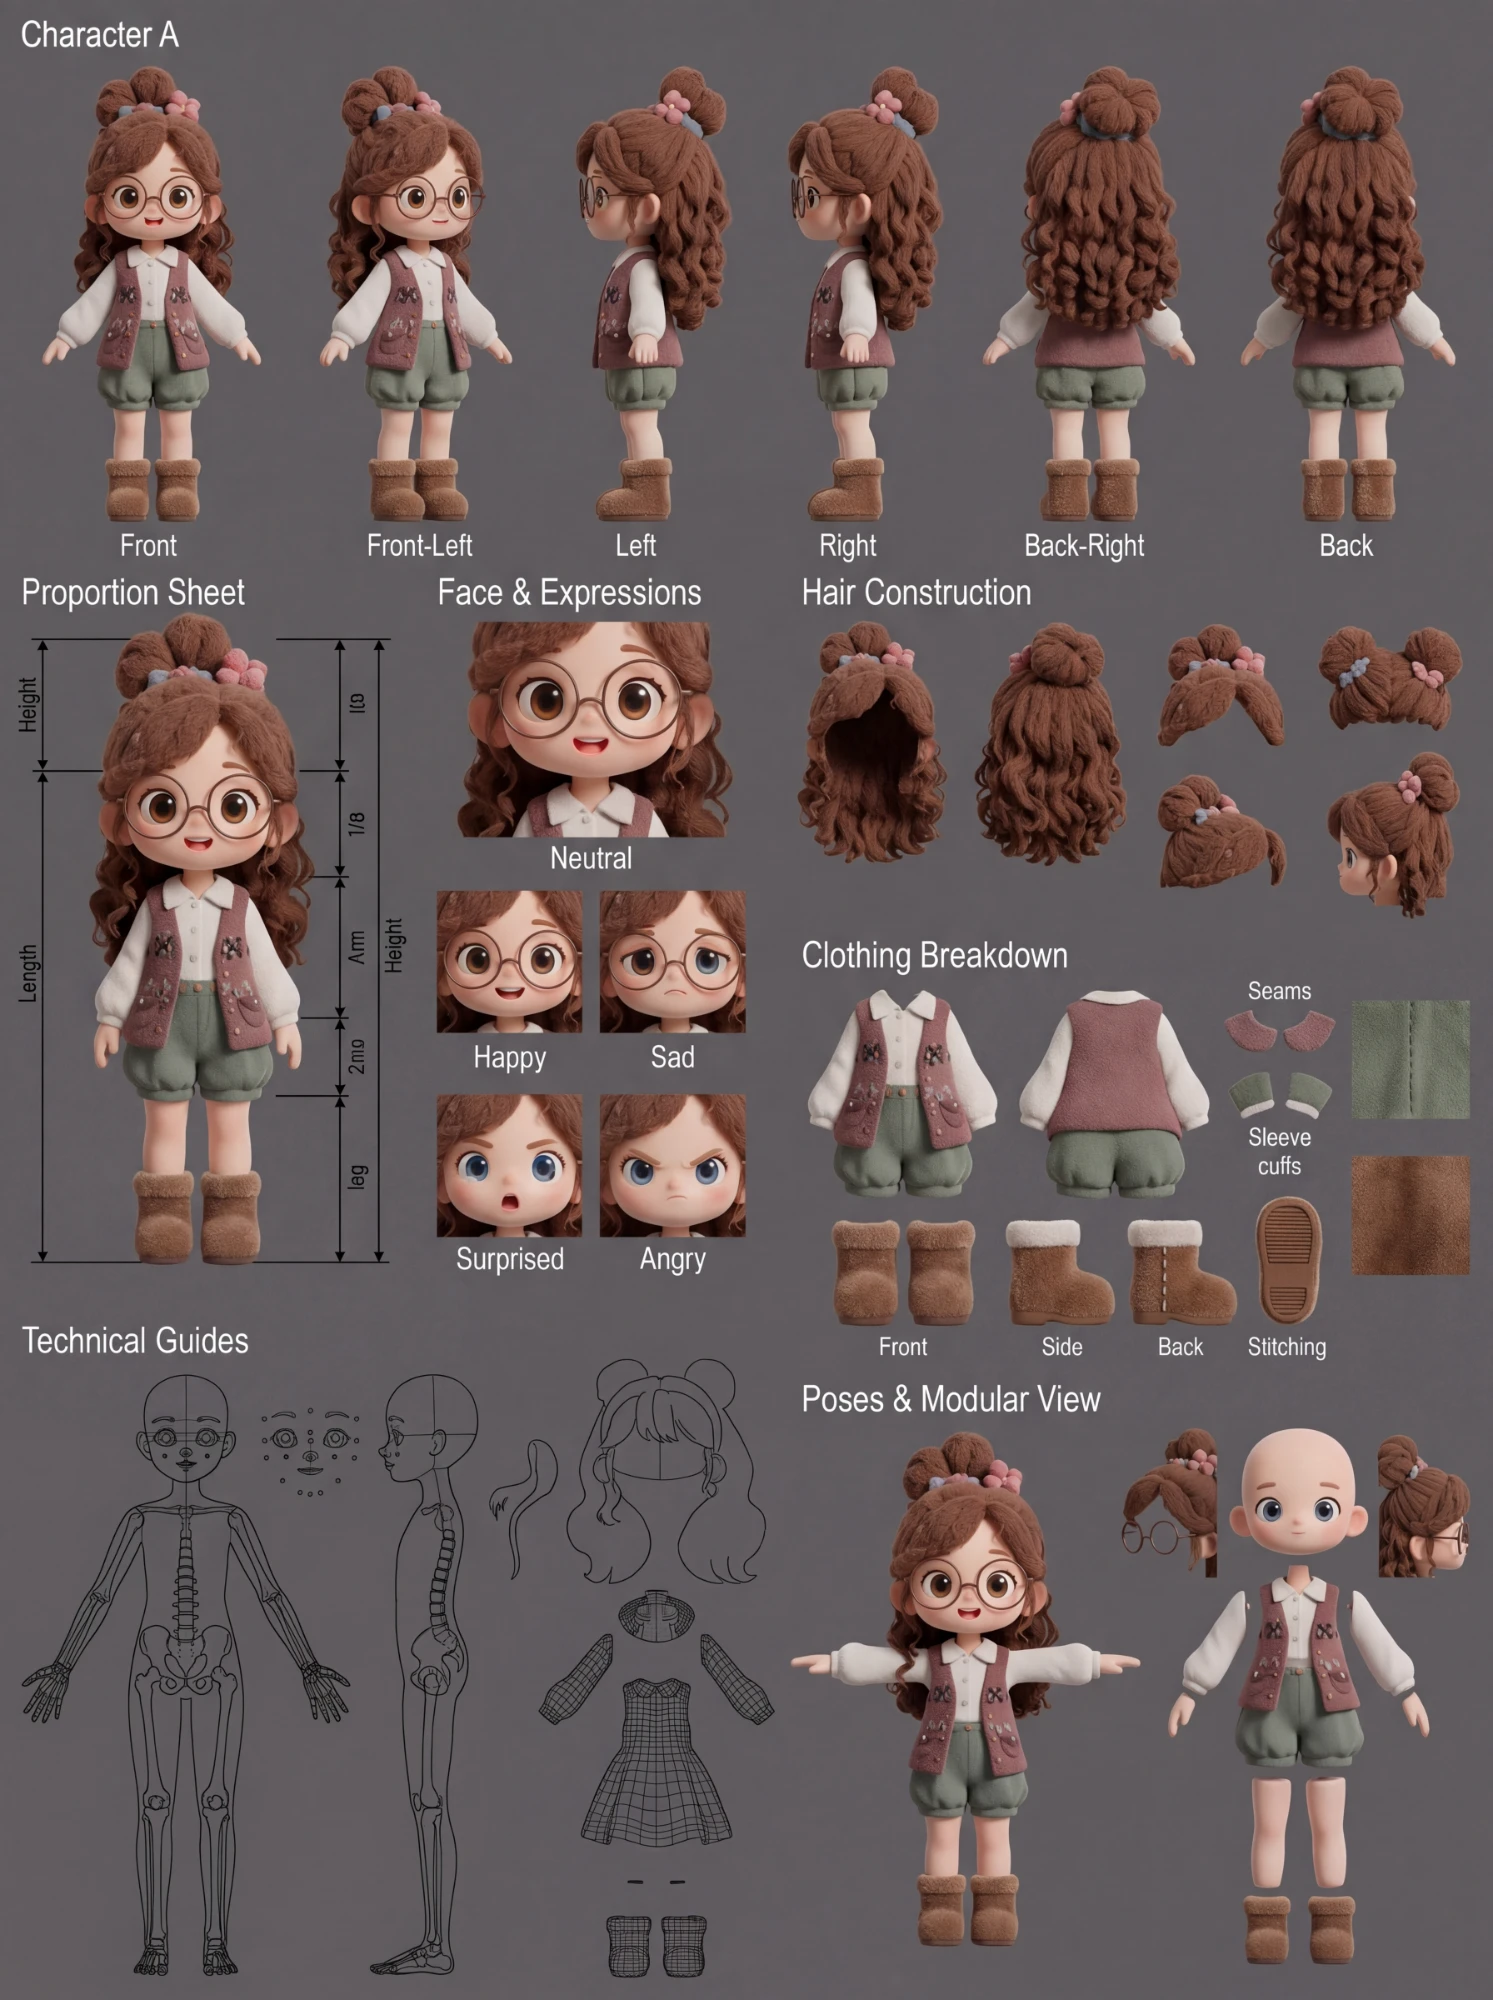 Character A
Front
Front-Left
Left
Right
Back-Right
Back
Proportion Sheet
Height
Length
1/8
Arm
leg
Height
Face & Expressions
Neutral
Happy
Sad
Surprised
Angry
Hair Construction
Clothing Breakdown
Seams
Sleeve
cuffs
Front
Side
Back
Stitching
Technical Guides
Poses & Modular View